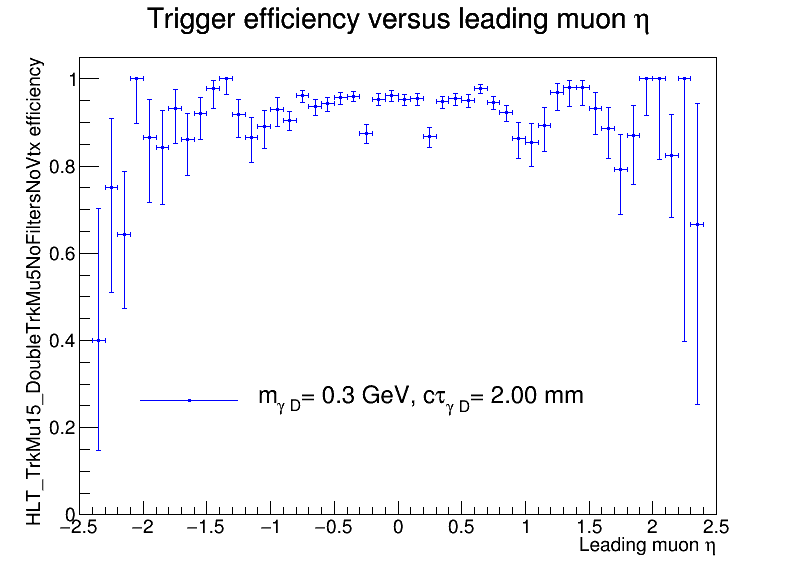 Trigger efficiency versus leading muon η
HLT_TrkMu15_DoubleTrkMu5NoFiltersNoVtx efficiency
1
0.8
0.6
0.4
0.2
0
m_γ D= 0.3 GeV, cτ_γ D= 2.00 mm
−2.5 −2 −1.5 −1 −0.5 0 0.5 1 1.5 2 2.5
Leading muon η